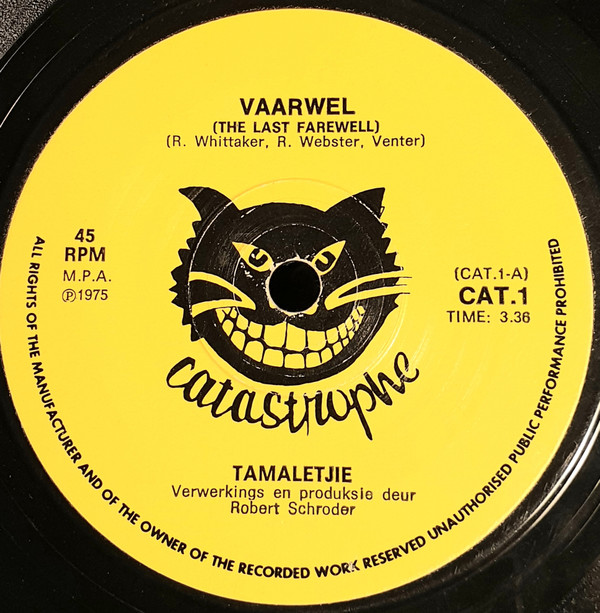 VAARWEL
(THE LAST FAREWELL)
(R. Whittaker, R. Webster, Venter)
45
RPM
M.P.A.
Ⓟ1975
(CAT.1-A)
CAT.1
TIME: 3.36
catastrophe
TAMALETJIE
Verwerkings en produksie deur
Robert Schroder
ALL RIGHTS OF THE MANUFACTURER AND OF THE OWNER OF THE RECORDED WORK RESERVED UNAUTHORISED PUBLIC PERFORMANCE PROHIBITED